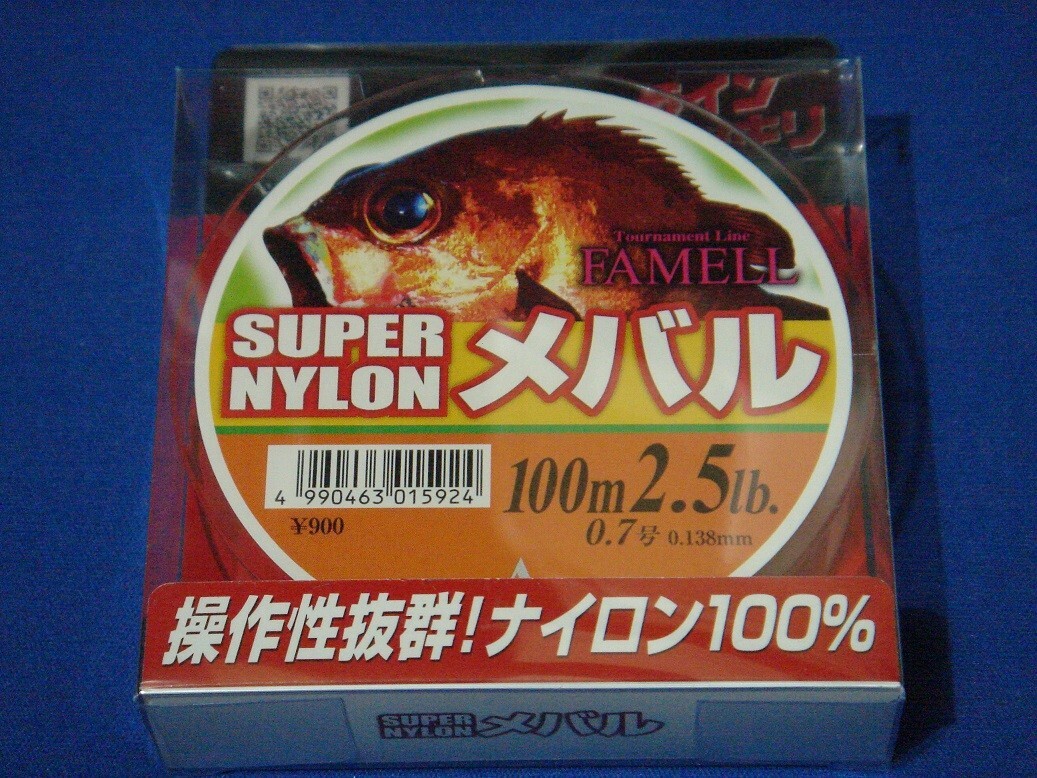 Tournament Line
FAMELL
SUPER
NYLON
メバル
4 990463 015924
¥900
100m 2.5lb.
0.7号 0.138mm
操作性抜群!ナイロン100%
SUPER
NYLON
メバル